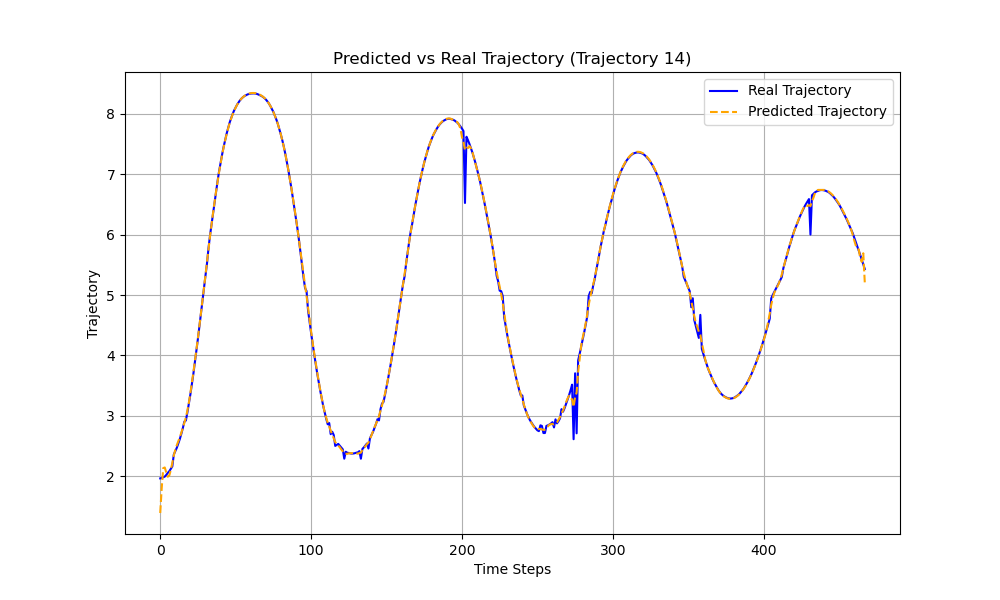 Predicted vs Real Trajectory (Trajectory 14)
Real Trajectory
Predicted Trajectory
Trajectory
8
7
6
5
4
3
2
0 100 200 300 400
Time Steps